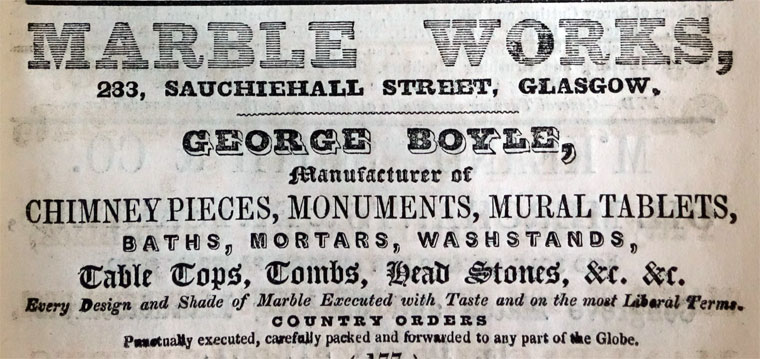 MARBLE WORKS,
233, SAUCHIEHALL STREET, GLASGOW.
GEORGE BOYLE,
Manufacturer of
CHIMNEY PIECES, MONUMENTS, MURAL TABLETS,
BATHS, MORTARS, WASHSTANDS,
Table Tops, Tombs, Head Stones, &c. &c.
Every Design and Shade of Marble Executed with Taste and on the most Liberal Terms.
COUNTRY ORDERS
Punctually executed, carefully packed and forwarded to any part of the Globe.
( 177 )